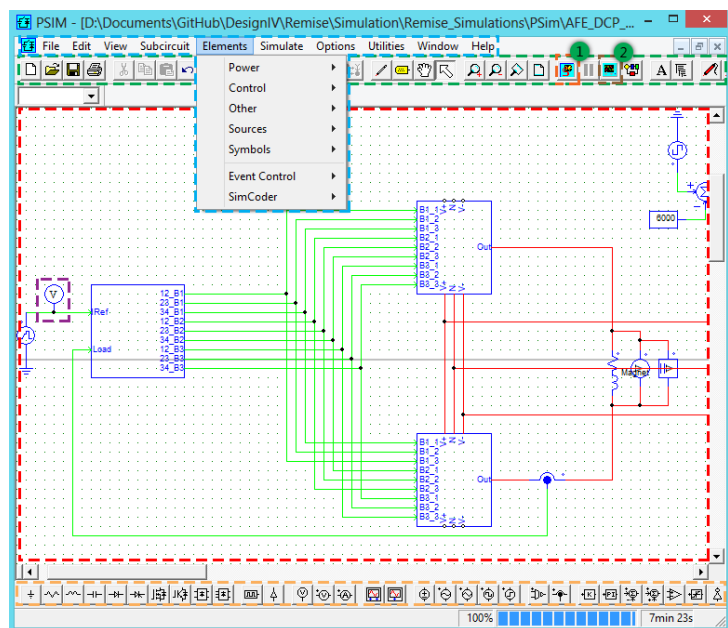 PSIM - [D:\Documents\GitHub\DesignIV\Remise\Simulation\Remise_Simulations\PSim\AFE_DCP_...
File Edit View Subcircuit Elements Simulate Options Utilities Window Help
1
2
A
Power
Control
Other
Sources
Symbols
Event Control
SimCoder
6000
B1_1
B1_2
B1_3
B2_1
B2_2
B2_3
B3_1
B3_2
B3_3
V+
N
V-
Out
V
Ref
Load
12_B1
23_B1
34_B1
12_B2
23_B2
34_B2
12_B3
23_B3
34_B3
Magnet
B1_1
B1_2
B1_3
B2_1
B2_2
B2_3
B3_1
B3_2
B3_3
V+
N
V-
Out
100%
7min 23s